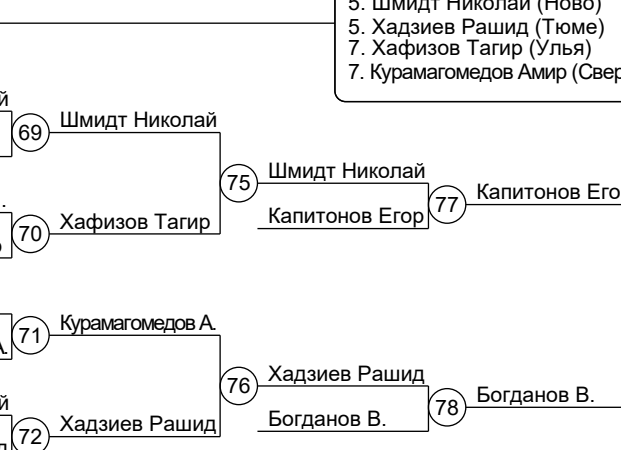 5. Шмидт Николай (Ново)
5. Хадзиев Рашид (Тюме)
7. Хафизов Тагир (Улья)
7. Курамагомедов Амир (Свер
69 Шмидт Николай
75 Шмидт Николай
Капитонов Егор
77 Капитонов Его
70 Хафизов Тагир
71 Курамагомедов А.
76 Хадзиев Рашид
Богданов В.
78 Богданов В.
72 Хадзиев Рашид